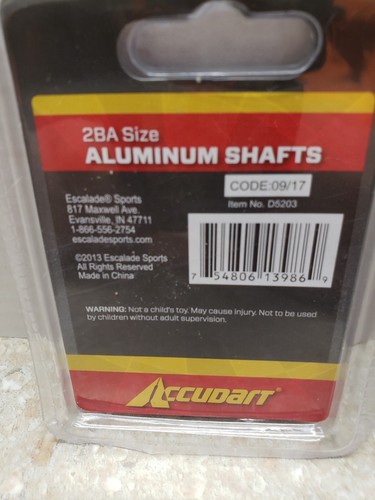 2BA Size
ALUMINUM SHAFTS
CODE:09/17
Item No. D5203
Escalade® Sports
817 Maxwell Ave.
Evansville, IN 47711
1-866-556-2754
escaladesports.com
©2013 Escalade Sports
All Rights Reserved
Made in China
7 54806 13986 9
WARNING: Not a child's toy. May cause injury. Not to be used
by children without adult supervision.
ACCUDART®